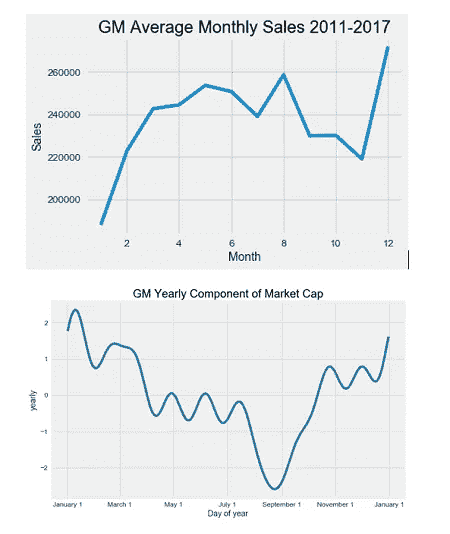 GM Average Monthly Sales 2011-2017
260000
240000
220000
200000
Sales
2 4 6 8 10 12
Month
GM Yearly Component of Market Cap
2
1
0
−1
−2
yearly
January 1 March 1 May 1 July 1 September 1 November 1 January 1
Day of year